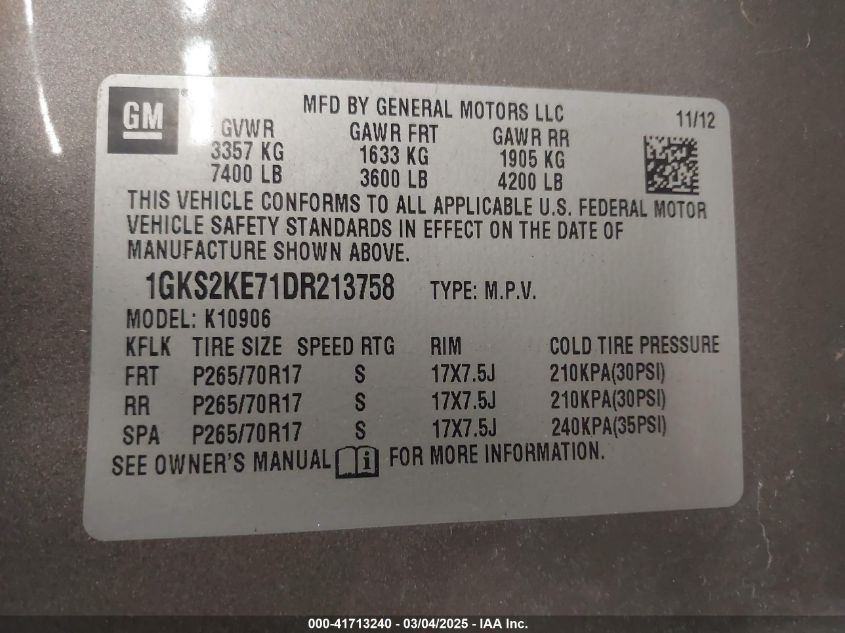 GM
MFD BY GENERAL MOTORS LLC
11/12
GVWR GAWR FRT GAWR RR
3357 KG 1633 KG 1905 KG
7400 LB 3600 LB 4200 LB
THIS VEHICLE CONFORMS TO ALL APPLICABLE U.S. FEDERAL MOTOR
VEHICLE SAFETY STANDARDS IN EFFECT ON THE DATE OF
MANUFACTURE SHOWN ABOVE.
1GKS2KE71DR213758 TYPE: M.P.V.
MODEL: K10906
KFLK TIRE SIZE SPEED RTG RIM COLD TIRE PRESSURE
FRT P265/70R17 S 17X7.5J 210KPA(30PSI)
RR P265/70R17 S 17X7.5J 210KPA(30PSI)
SPA P265/70R17 S 17X7.5J 240KPA(35PSI)
SEE OWNER'S MANUAL i FOR MORE INFORMATION.
000-41713240 - 03/04/2025 - IAA Inc.